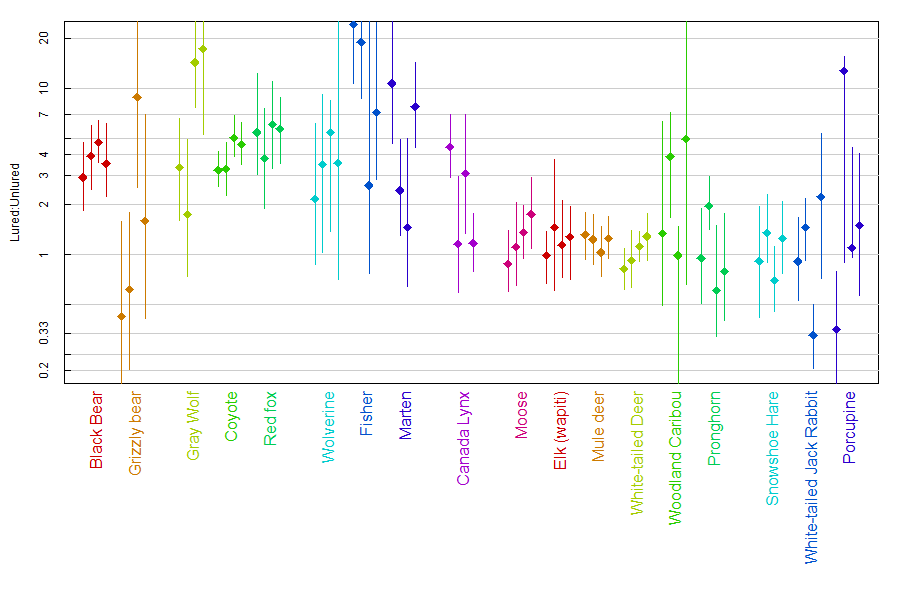 Lured:Unlured
20
10
7
4
3
2
1
0.33
0.2
Black Bear
Grizzly bear
Gray Wolf
Coyote
Red fox
Wolverine
Fisher
Marten
Canada Lynx
Moose
Elk (wapiti)
Mule deer
White-tailed Deer
Woodland Caribou
Pronghorn
Snowshoe Hare
White-tailed Jack Rabbit
Porcupine